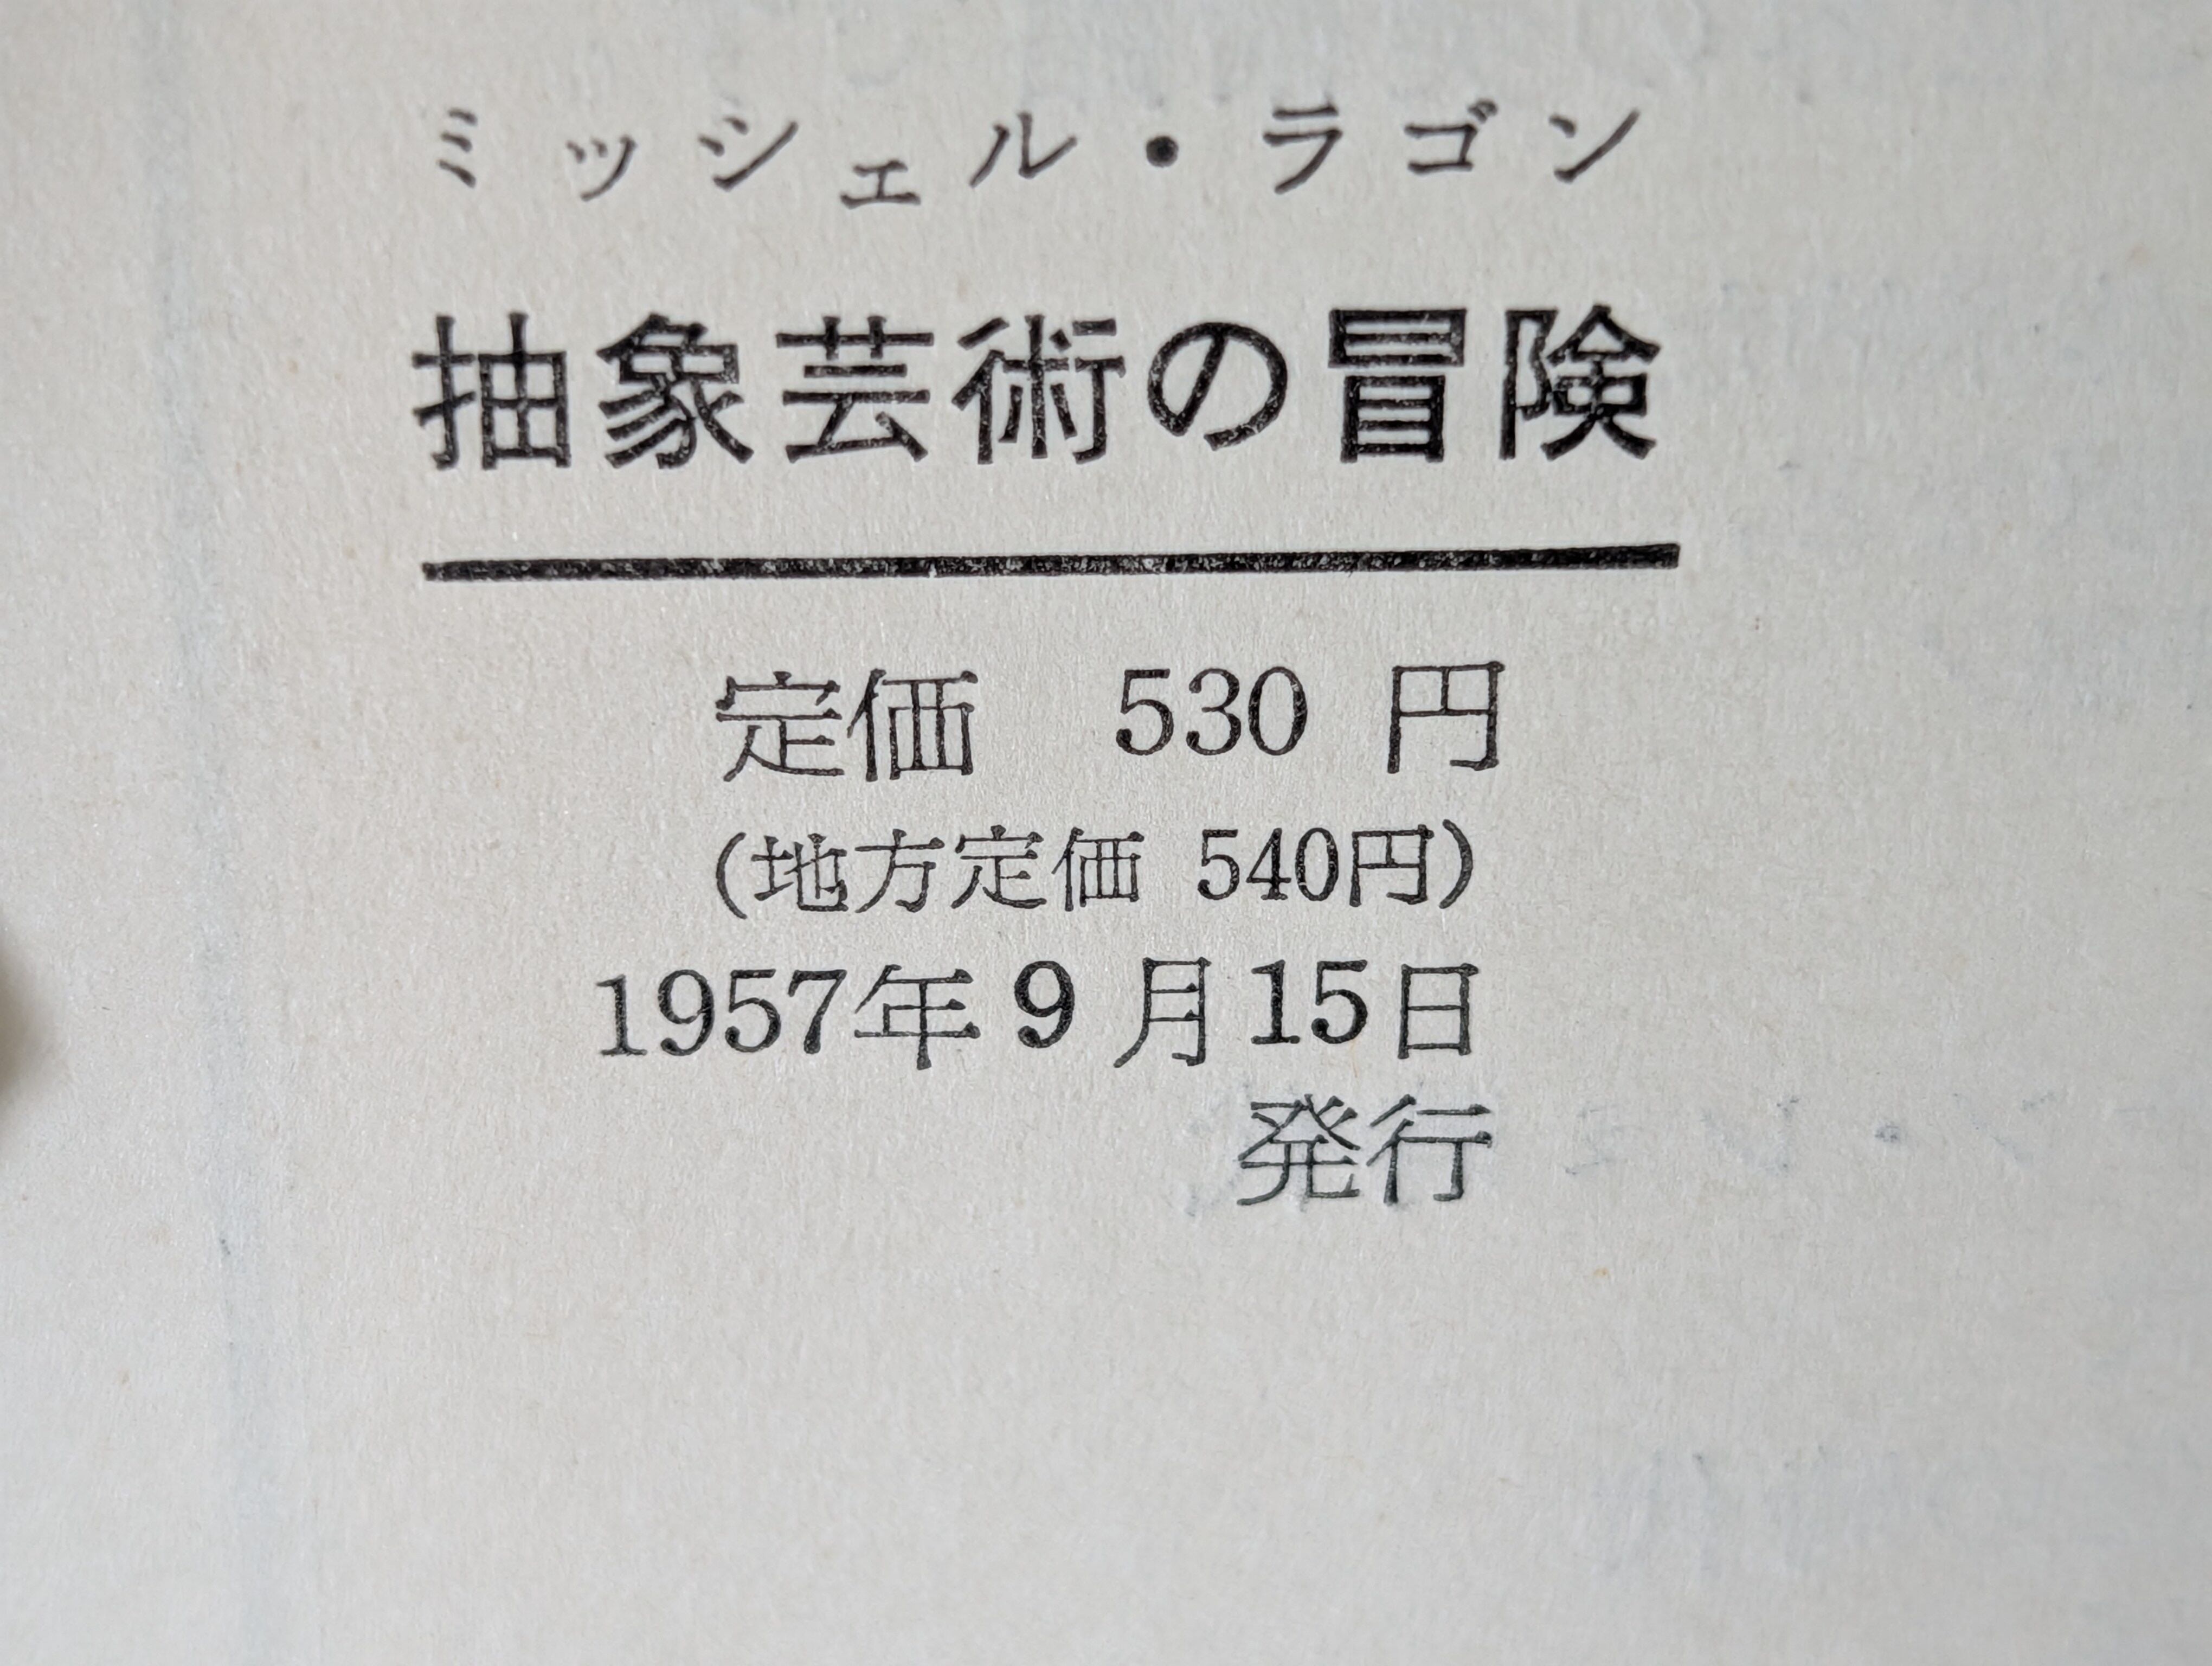 ミッシェル・ラゴン
抽象芸術の冒険
定価 530 円
(地方定価 540円)
1957年9月15日
発行